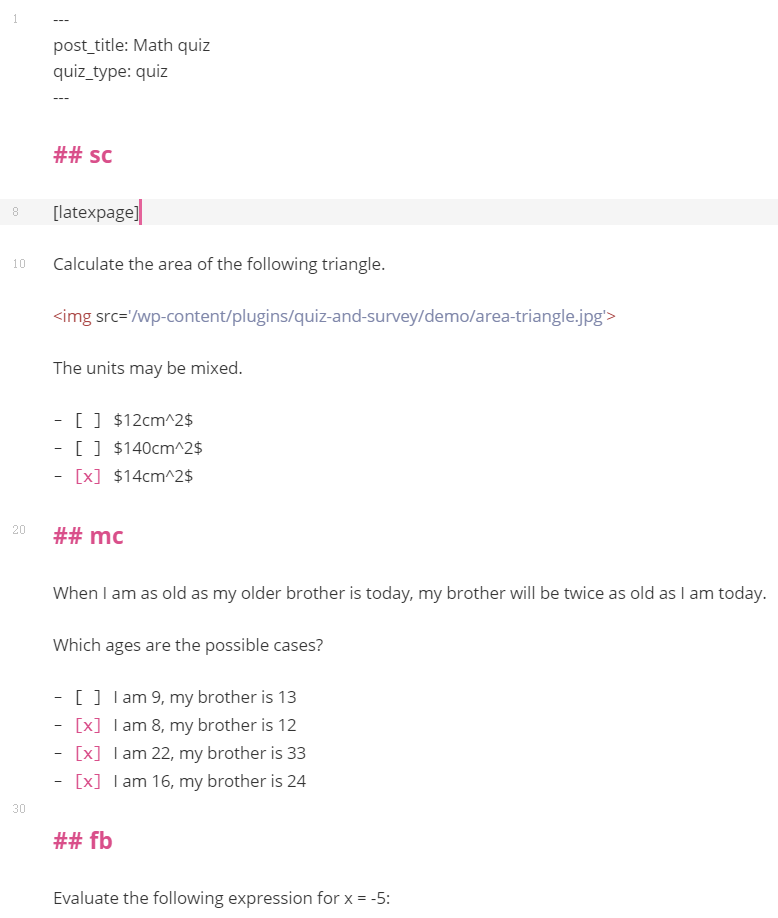 1 ---
post_title: Math quiz
quiz_type: quiz
---
## sc
8 [latexpage]
10 Calculate the area of the following triangle.
<img src='/wp-content/plugins/quiz-and-survey/demo/area-triangle.jpg'>
The units may be mixed.
- [ ] $12cm^2$
- [ ] $140cm^2$
- [x] $14cm^2$
20 ## mc
When I am as old as my older brother is today, my brother will be twice as old as I am today.
Which ages are the possible cases?
- [ ] I am 9, my brother is 13
- [x] I am 8, my brother is 12
- [x] I am 22, my brother is 33
- [x] I am 16, my brother is 24
30
## fb
Evaluate the following expression for x = -5: